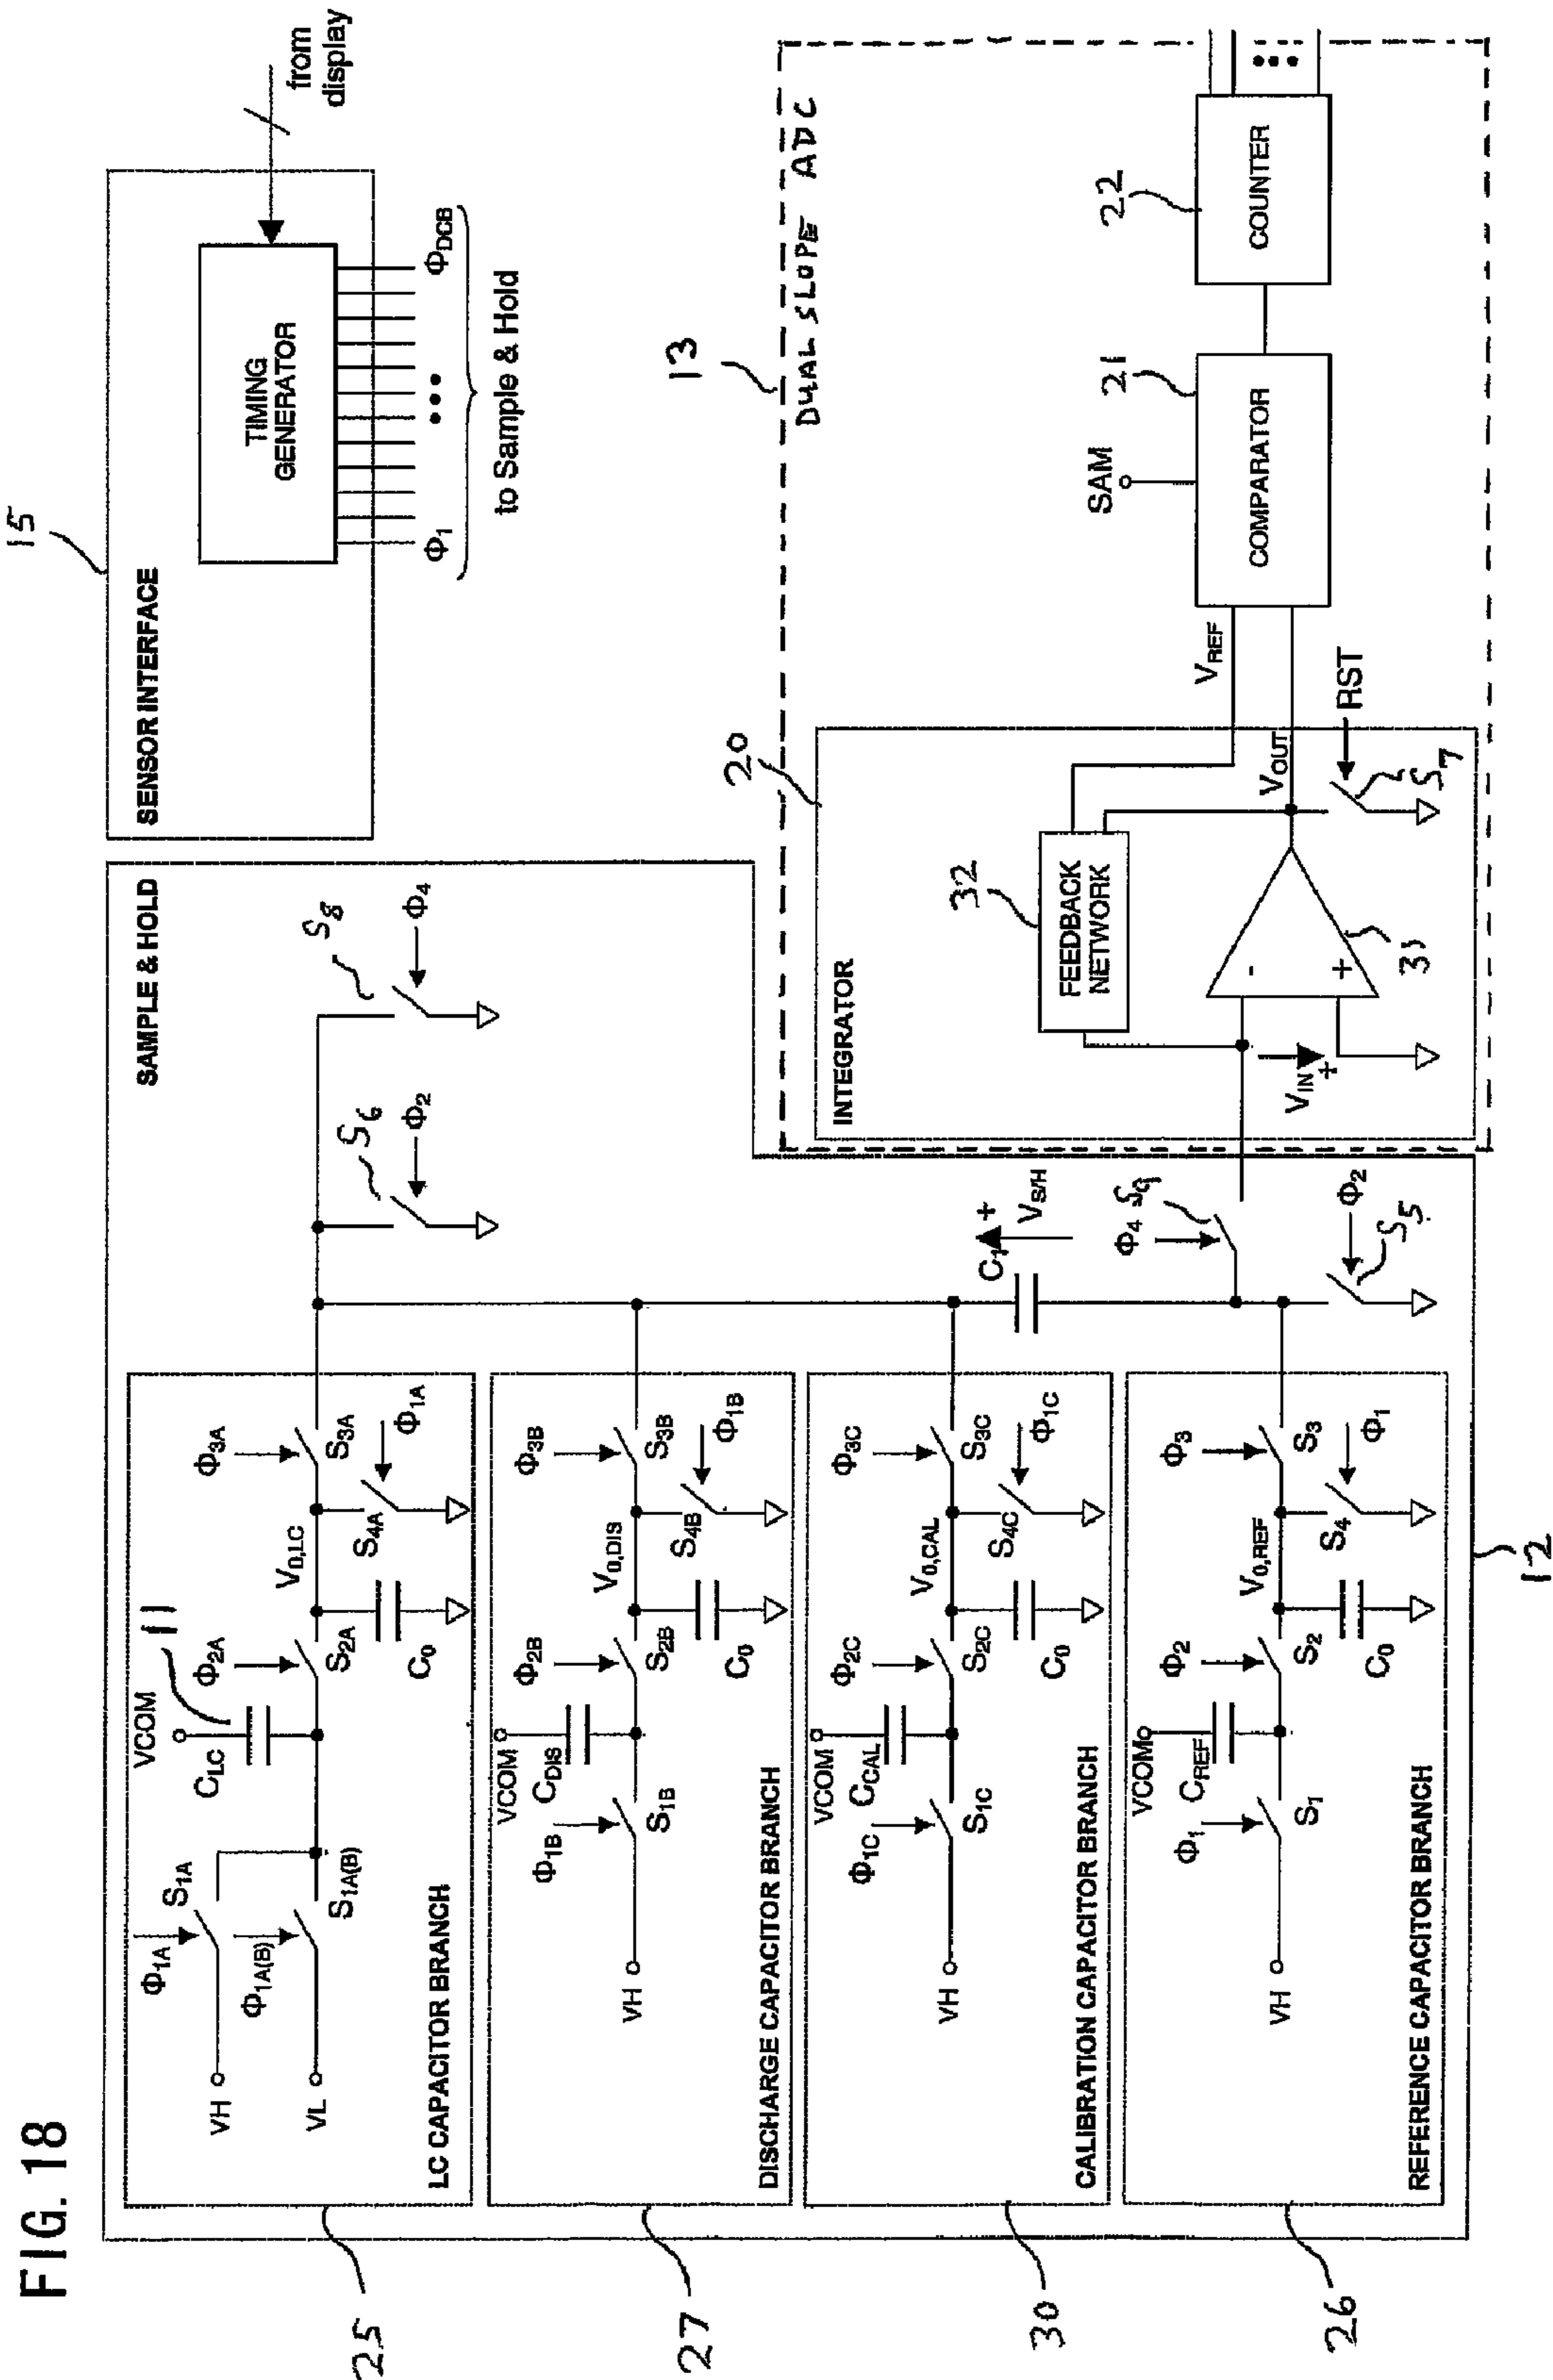 FIG. 18
SAMPLE & HOLD
12
25
LC CAPACITOR BRANCH
VH
VL
Φ1A
S1A
Φ1A(B)
S1A(B)
VCOM
11
CLC
Φ2A
S2A
C0
V0,LC
Φ3A
S3A
S4A
Φ1A
27
DISCHARGE CAPACITOR BRANCH
VH
Φ1B
S1B
VCOM
CDIS
Φ2B
S2B
C0
V0,DIS
Φ3B
S3B
S4B
Φ1B
30
CALIBRATION CAPACITOR BRANCH
VH
Φ1C
S1C
VCOM
CCAL
Φ2C
S2C
C0
V0,CAL
Φ3C
S3C
S4C
Φ1C
26
REFERENCE CAPACITOR BRANCH
VH
Φ1
S1
VCOM
CREF
Φ2
S2
C0
V0,REF
Φ3
S3
S4
Φ1
S6
Φ2
S8
Φ4
C1
+
VS/H
Φ4
S9
Φ2
S5
15
SENSOR INTERFACE
TIMING
GENERATOR
from
display
Φ1
•••
ΦDCB
to Sample & Hold
13
DUAL SLOPE ADC
20
INTEGRATOR
32
FEEDBACK
NETWORK
VIN
+
-
+
31
VOUT
VREF
RST
S7
SAM
21
COMPARATOR
22
COUNTER
•••